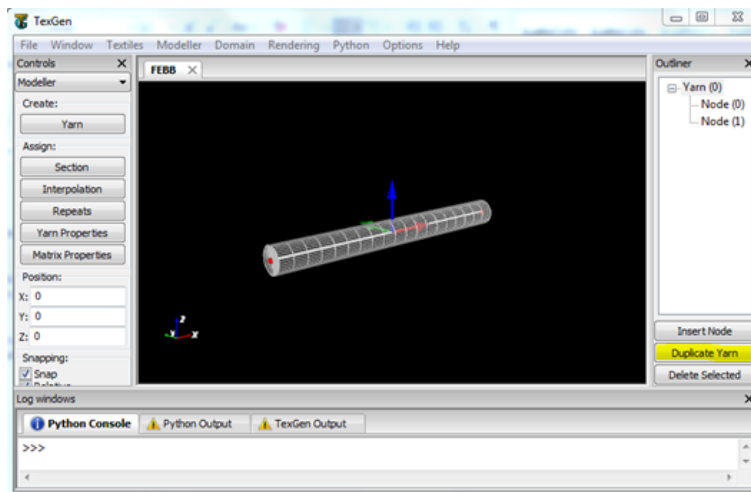 TexGen
File Window Textiles Modeller Domain Rendering Python Options Help
Controls
Modeller
Create:
Yarn
Assign:
Section
Interpolation
Repeats
Yarn Properties
Matrix Properties
Position:
X: 0
Y: 0
Z: 0
Snapping:
Snap
Relative
FEBB
z
x
Outliner
Yarn (0)
Node (0)
Node (1)
Insert Node
Duplicate Yarn
Delete Selected
Log windows
Python Console Python Output TexGen Output
>>>